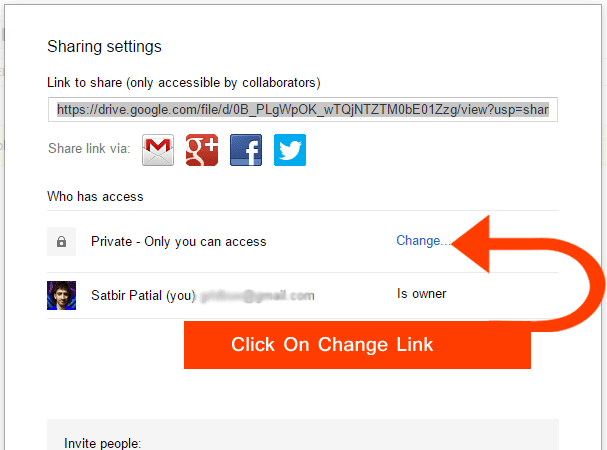 Sharing settings
Link to share (only accessible by collaborators)
https://drive.google.com/file/d/0B_PLgWpOK_wTQjNTZTM0bE01Zzg/view?usp=shar
Share link via:
Who has access
Private - Only you can access Change...
Satbir Patial (you) @gmail.com Is owner
Click On Change Link
Invite people: